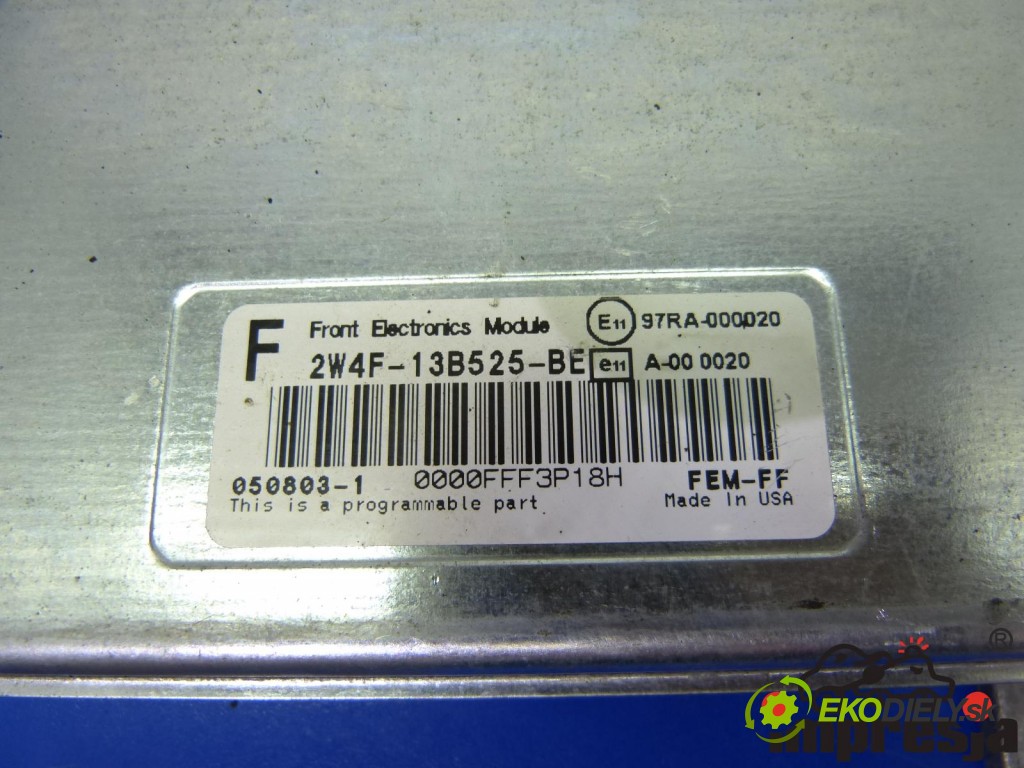 F Front Electronics Module E11 97RA-000020
2W4F-13B525-BE e11 A-00 0020
050803-1 0000FFF3P18H FEM-FF
This is a programmable part Made In USA
®
EKODIELY.sk
impresja